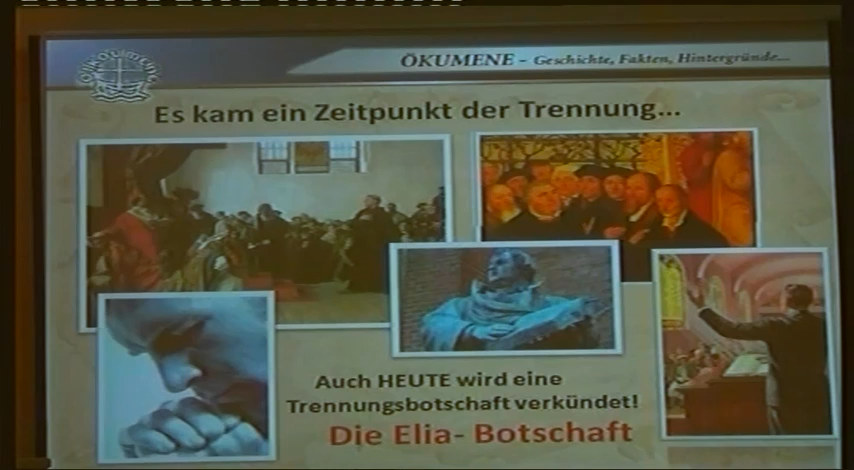 ÖKUMENE – Geschichte, Fakten, Hintergründe...
Es kam ein Zeitpunkt der Trennung...
Auch HEUTE wird eine
Trennungsbotschaft verkündet!
Die Elia- Botschaft